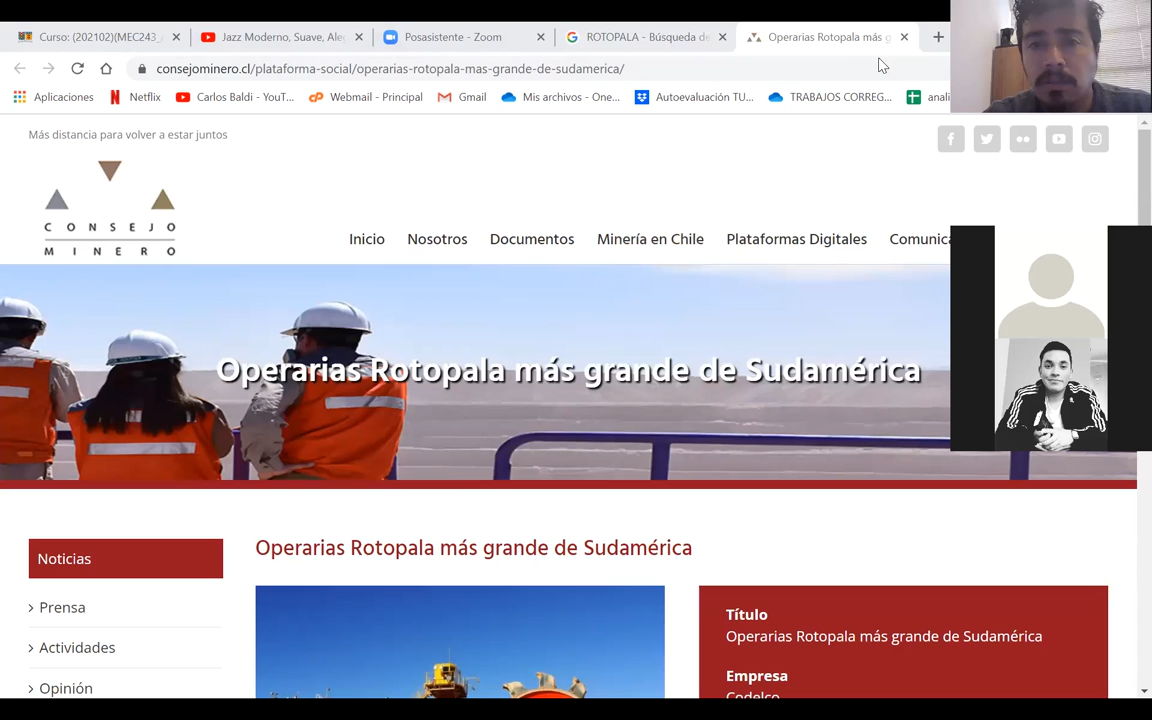 Curso: (202102)(MEC243_
Jazz Moderno, Suave, Aleg
Posasistente - Zoom
ROTOPALA - Búsqueda de
Operarias Rotopala más g
consejominero.cl/plataforma-social/operarias-rotopala-mas-grande-de-sudamerica/
Aplicaciones
Netflix
Carlos Baldi - YouT...
Webmail - Principal
Gmail
Mis archivos - One...
Autoevaluación TU...
TRABAJOS CORREG...
anali
Más distancia para volver a estar juntos
CONSEJO
MINERO
Inicio
Nosotros
Documentos
Minería en Chile
Plataformas Digitales
Comunica
Operarias Rotopala más grande de Sudamérica
Noticias
Operarias Rotopala más grande de Sudamérica
Prensa
Actividades
Opinión
Título
Operarias Rotopala más grande de Sudamérica
Empresa
Codelco